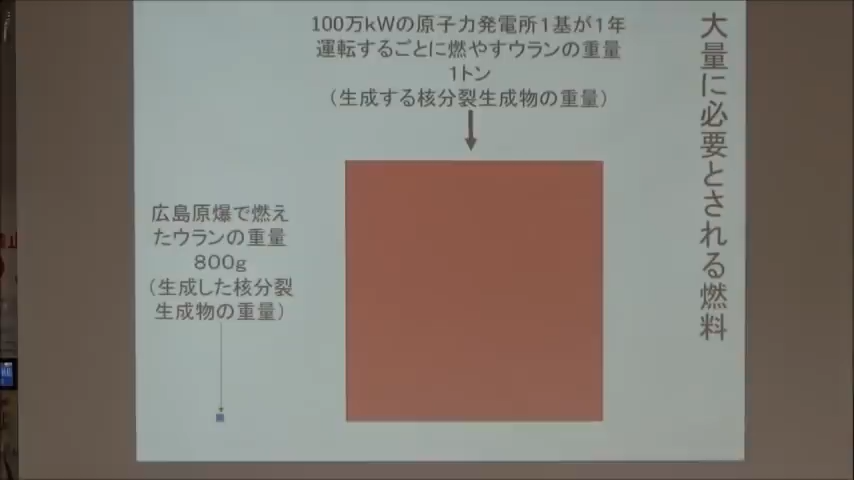 大量に必要とされる燃料
100万kWの原子力発電所1基が1年
運転するごとに燃やすウランの重量
1トン
(生成する核分裂生成物の重量)
広島原爆で燃え
たウランの重量
800g
(生成した核分裂
生成物の重量)